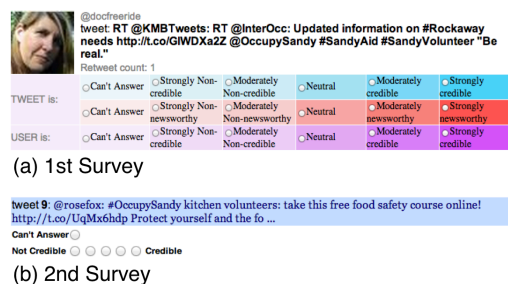 @docfreeride
tweet: RT @KMBTweets: RT @InterOcc: Updated information on #Rockaway
needs http://t.co/GIWDXa2Z @OccupySandy #SandyAid #SandyVolunteer "Be
real."
Retweet count: 1
TWEET is:
Can't Answer Strongly Non-credible Moderately Non-credible Neutral Moderately credible Strongly credible
Can't Answer Strongly Non-newsworthy Moderately Non-newsworthy Neutral Moderately newsworthy Strongly newsworthy
USER is: Can't Answer Strongly Non-credible Moderately Non-credible Neutral Moderately credible Strongly credible
(a) 1st Survey
tweet 9: @rosefox: #OccupySandy kitchen volunteers: take this free food safety course online!
http://t.co/UqMx6hdp Protect yourself and the fo ...
Can't Answer
Not Credible Credible
(b) 2nd Survey